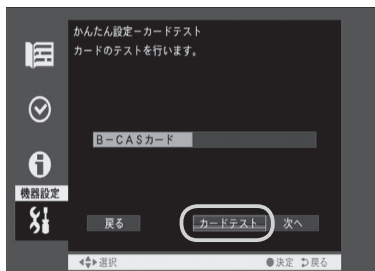 かんたん設定－カードテスト
カードのテストを行います。
B－CASカード
機器設定
戻る
カードテスト
次へ
選択
決定
戻る